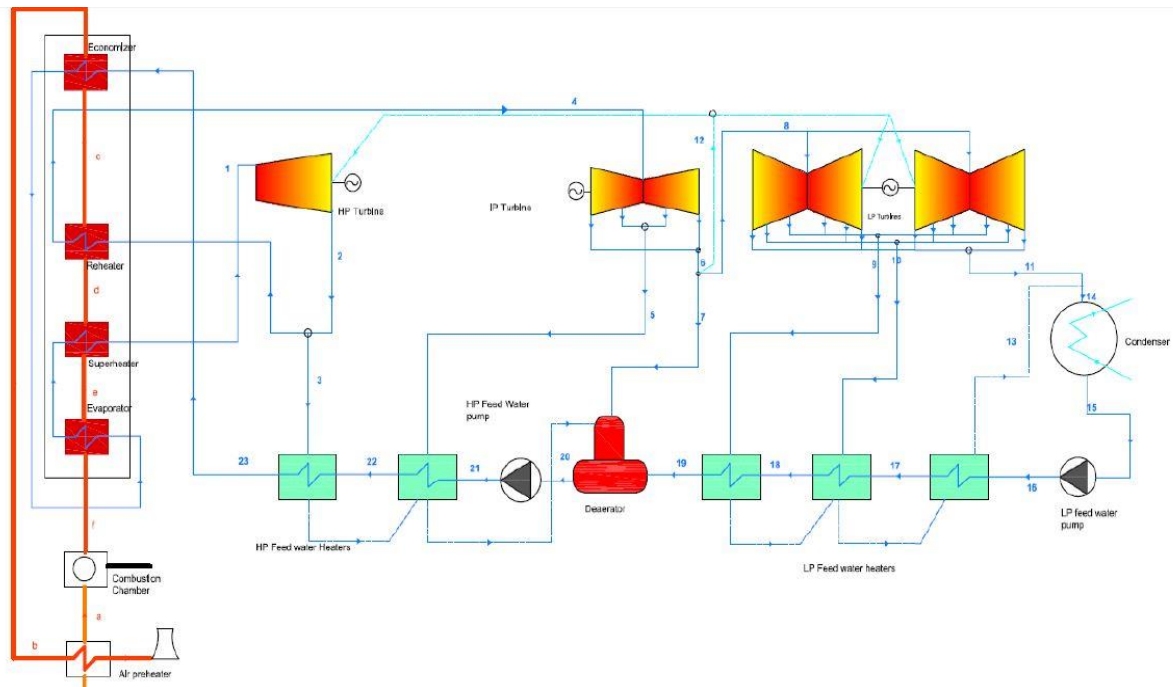 Economizer
4
12
8
c
1
HP Turbine
IP Turbine
LP Turbines
2
Reheater
6
9
10
11
d
5
7
14
13
Condenser
3
Superheater
e
Evaporator
HP Feed Water
pump
15
23
22
21
20
19
18
17
16
Deaerator
LP feed water
pump
f
HP Feed water Heaters
LP Feed water heaters
Combustion
Chamber
a
b
Air preheater